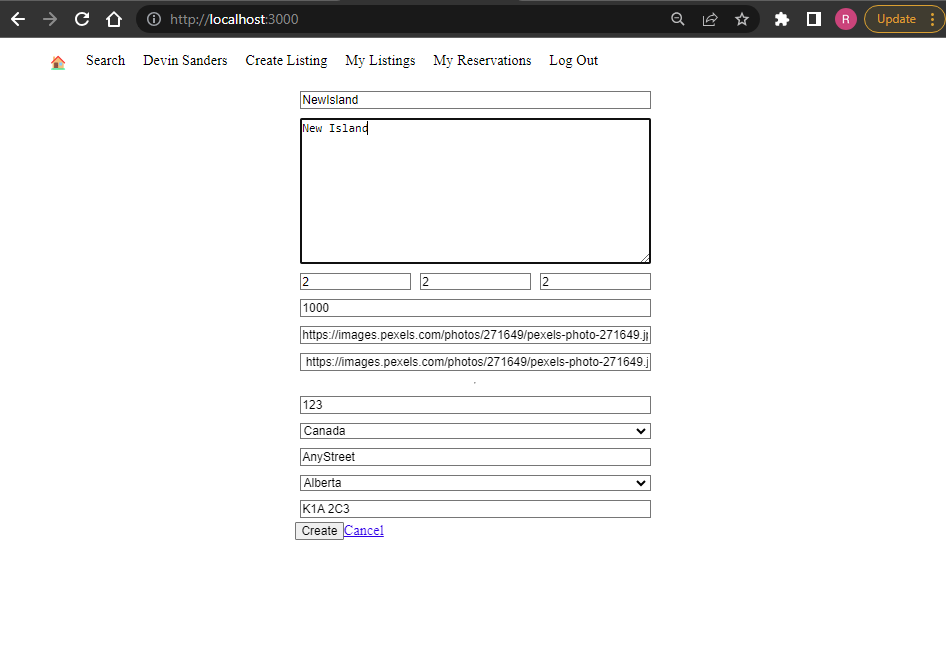 http://localhost:3000
R
Update
Search Devin Sanders Create Listing My Listings My Reservations Log Out
NewIsland
New Island
2 2 2
1000
https://images.pexels.com/photos/271649/pexels-photo-271649.j
https://images.pexels.com/photos/271649/pexels-photo-271649.j
123
Canada
AnyStreet
Alberta
K1A 2C3
Create Cancel